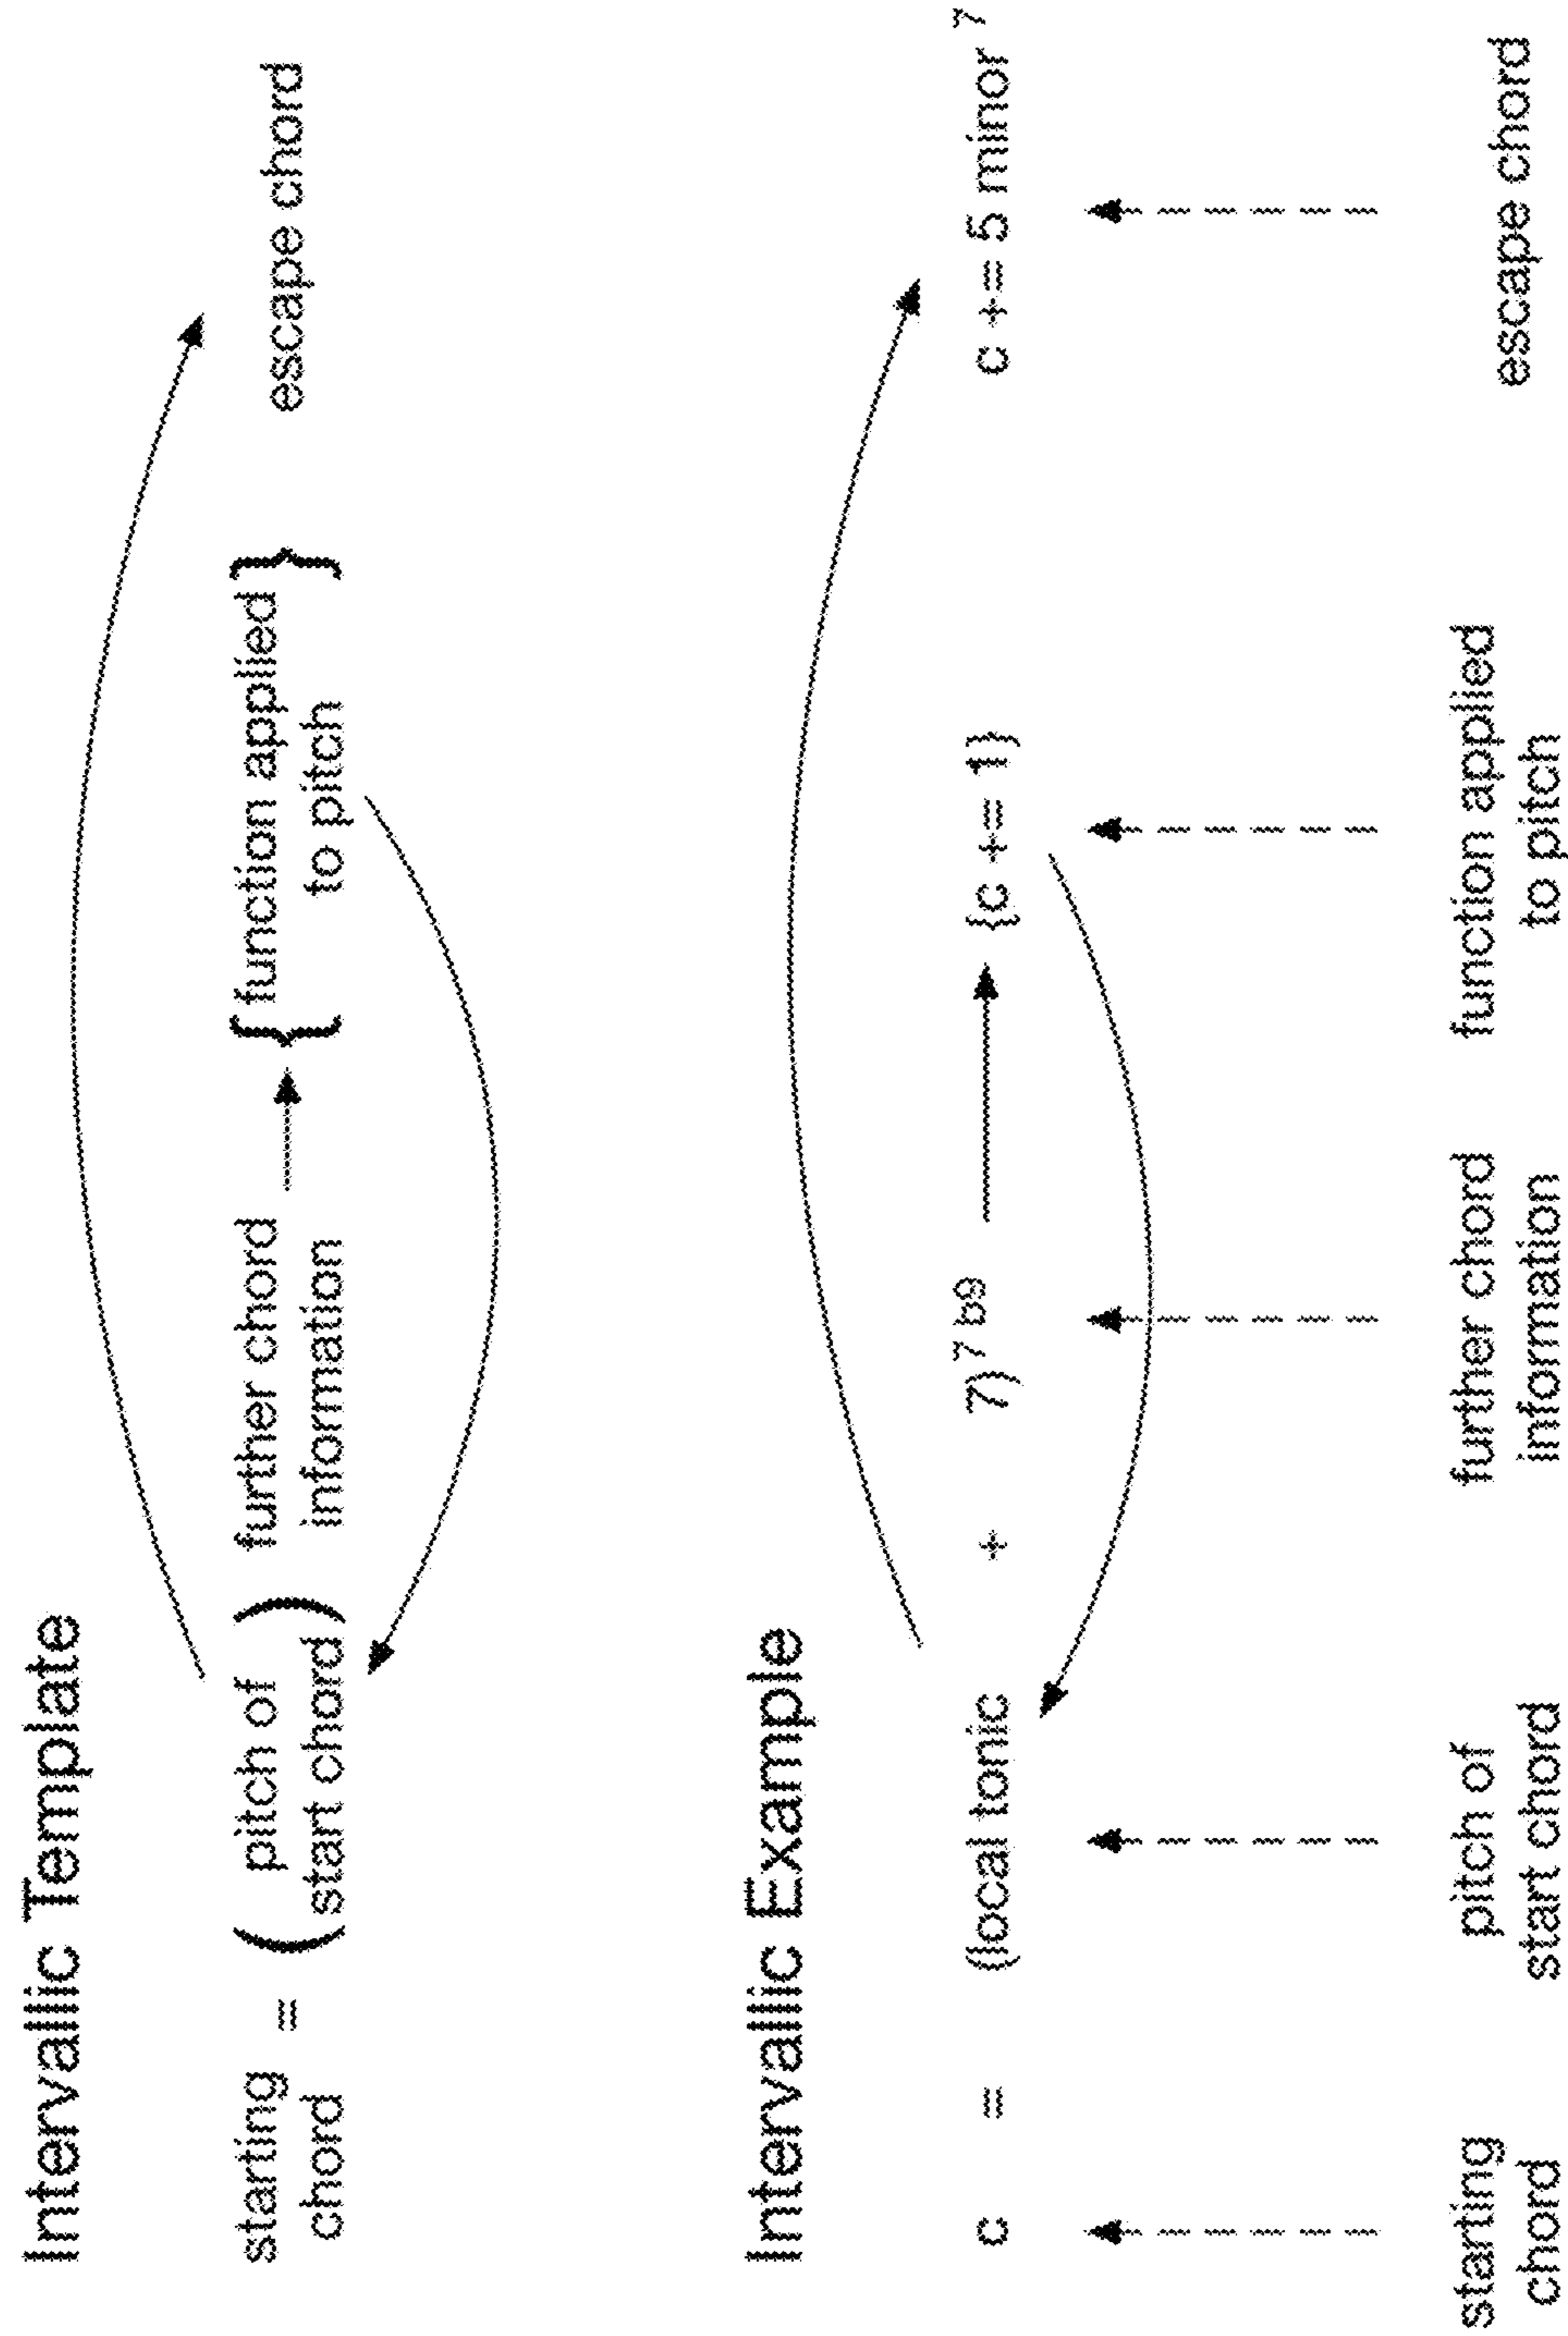 Intervallic Template
starting = ( pitch of ) further chord { function applied } escape chord
chord start chord information to pitch
Intervallic Example
c = (local tonic + 7)⁷ ᵇ⁹ {c += 1} c += 5 minor ⁷
starting pitch of further chord function applied escape chord
chord start chord information to pitch